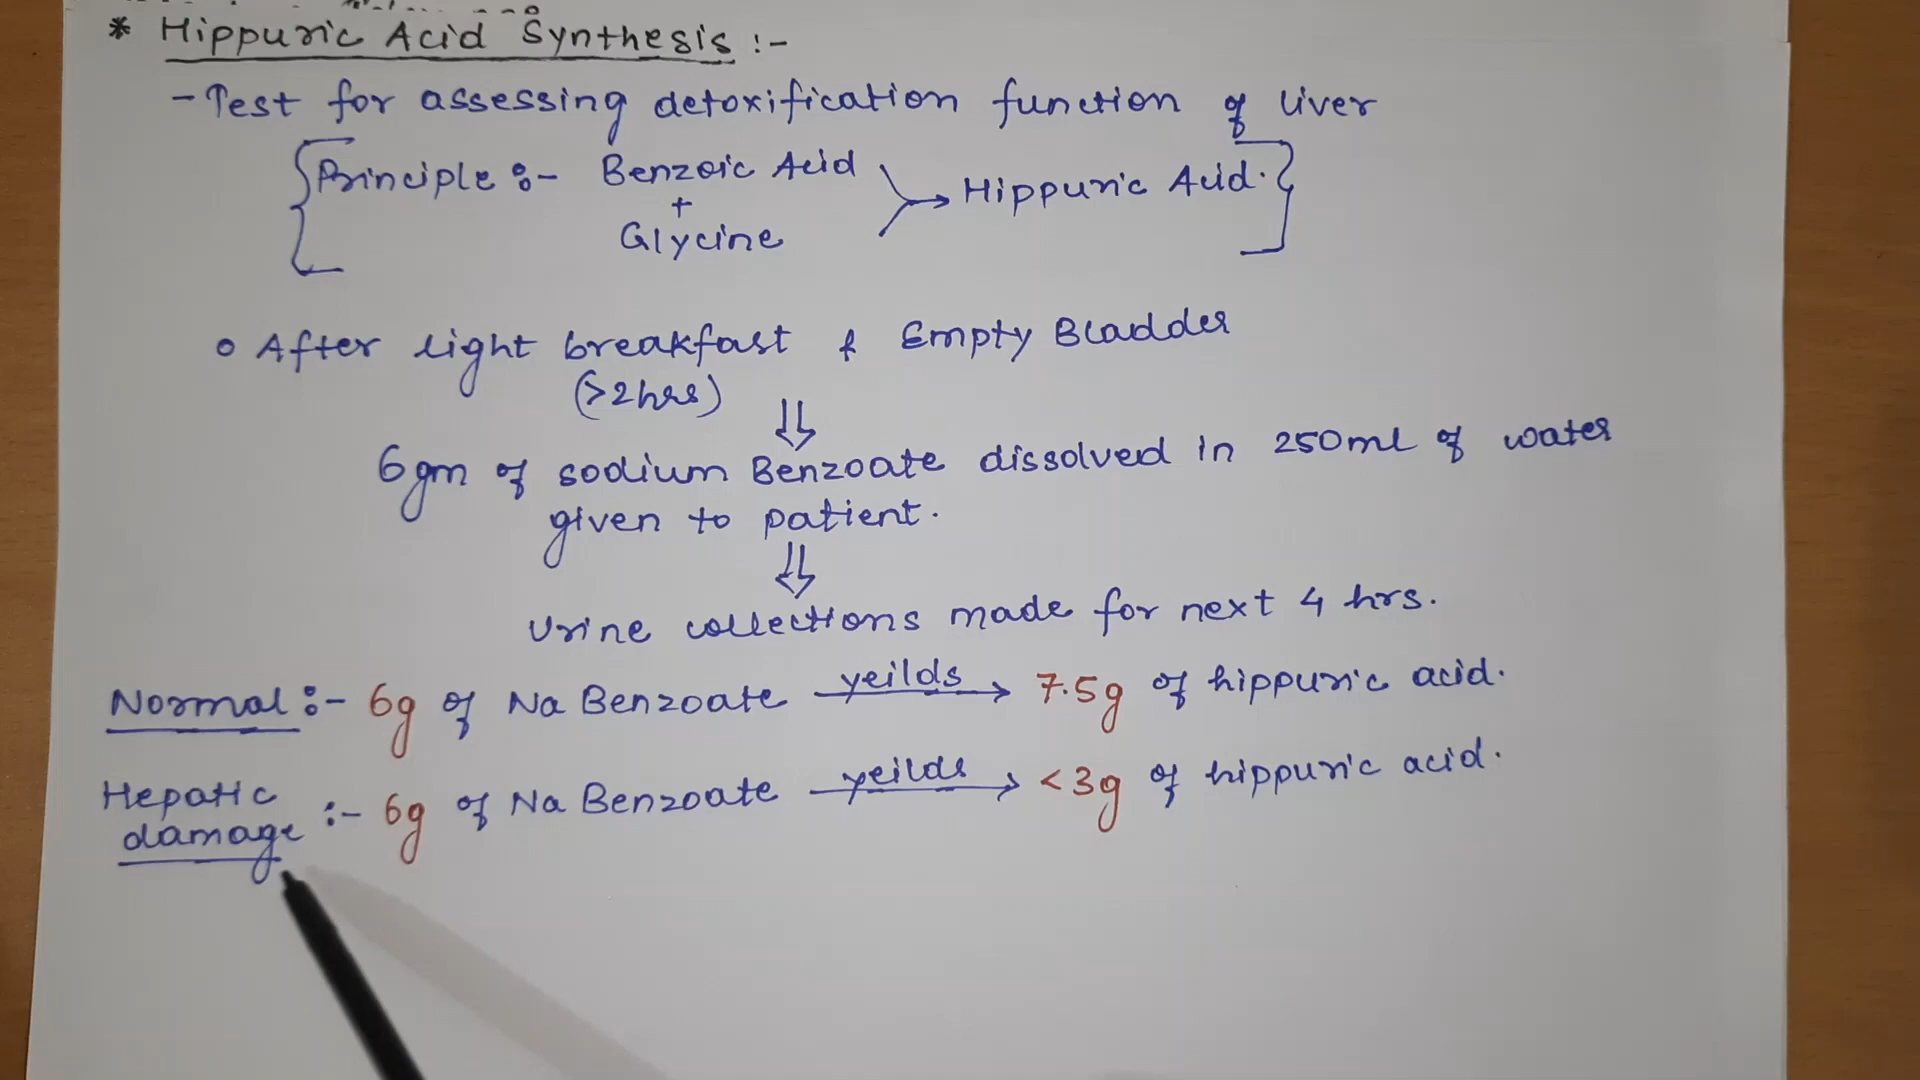 * Hippuric Acid Synthesis :-
- Test for assessing detoxification function of liver
Principle :- Benzoic Acid + Glycine → Hippuric Acid.
o After light breakfast & Empty Bladder
(>2hrs)
⇓
6gm of sodium Benzoate dissolved in 250ml of water
given to patient.
⇓
Urine collections made for next 4 hrs.
Normal :- 6g of Na Benzoate yeilds → 7.5g of hippuric acid.
Hepatic damage :- 6g of Na Benzoate yeilds → <3g of hippuric acid.